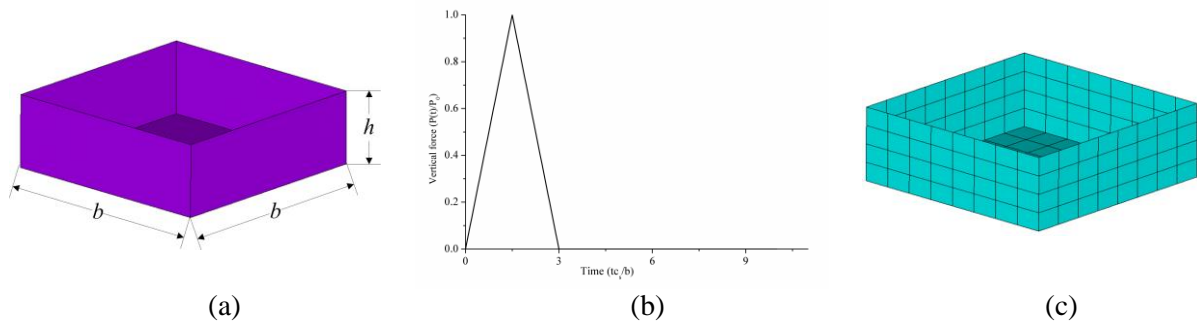 h
b
b
(a)
Vertical force (P(t)/P₀)
1.0
0.8
0.6
0.4
0.2
0.0
0
3
6
9
Time (tcₛ/b)
(b)
(c)